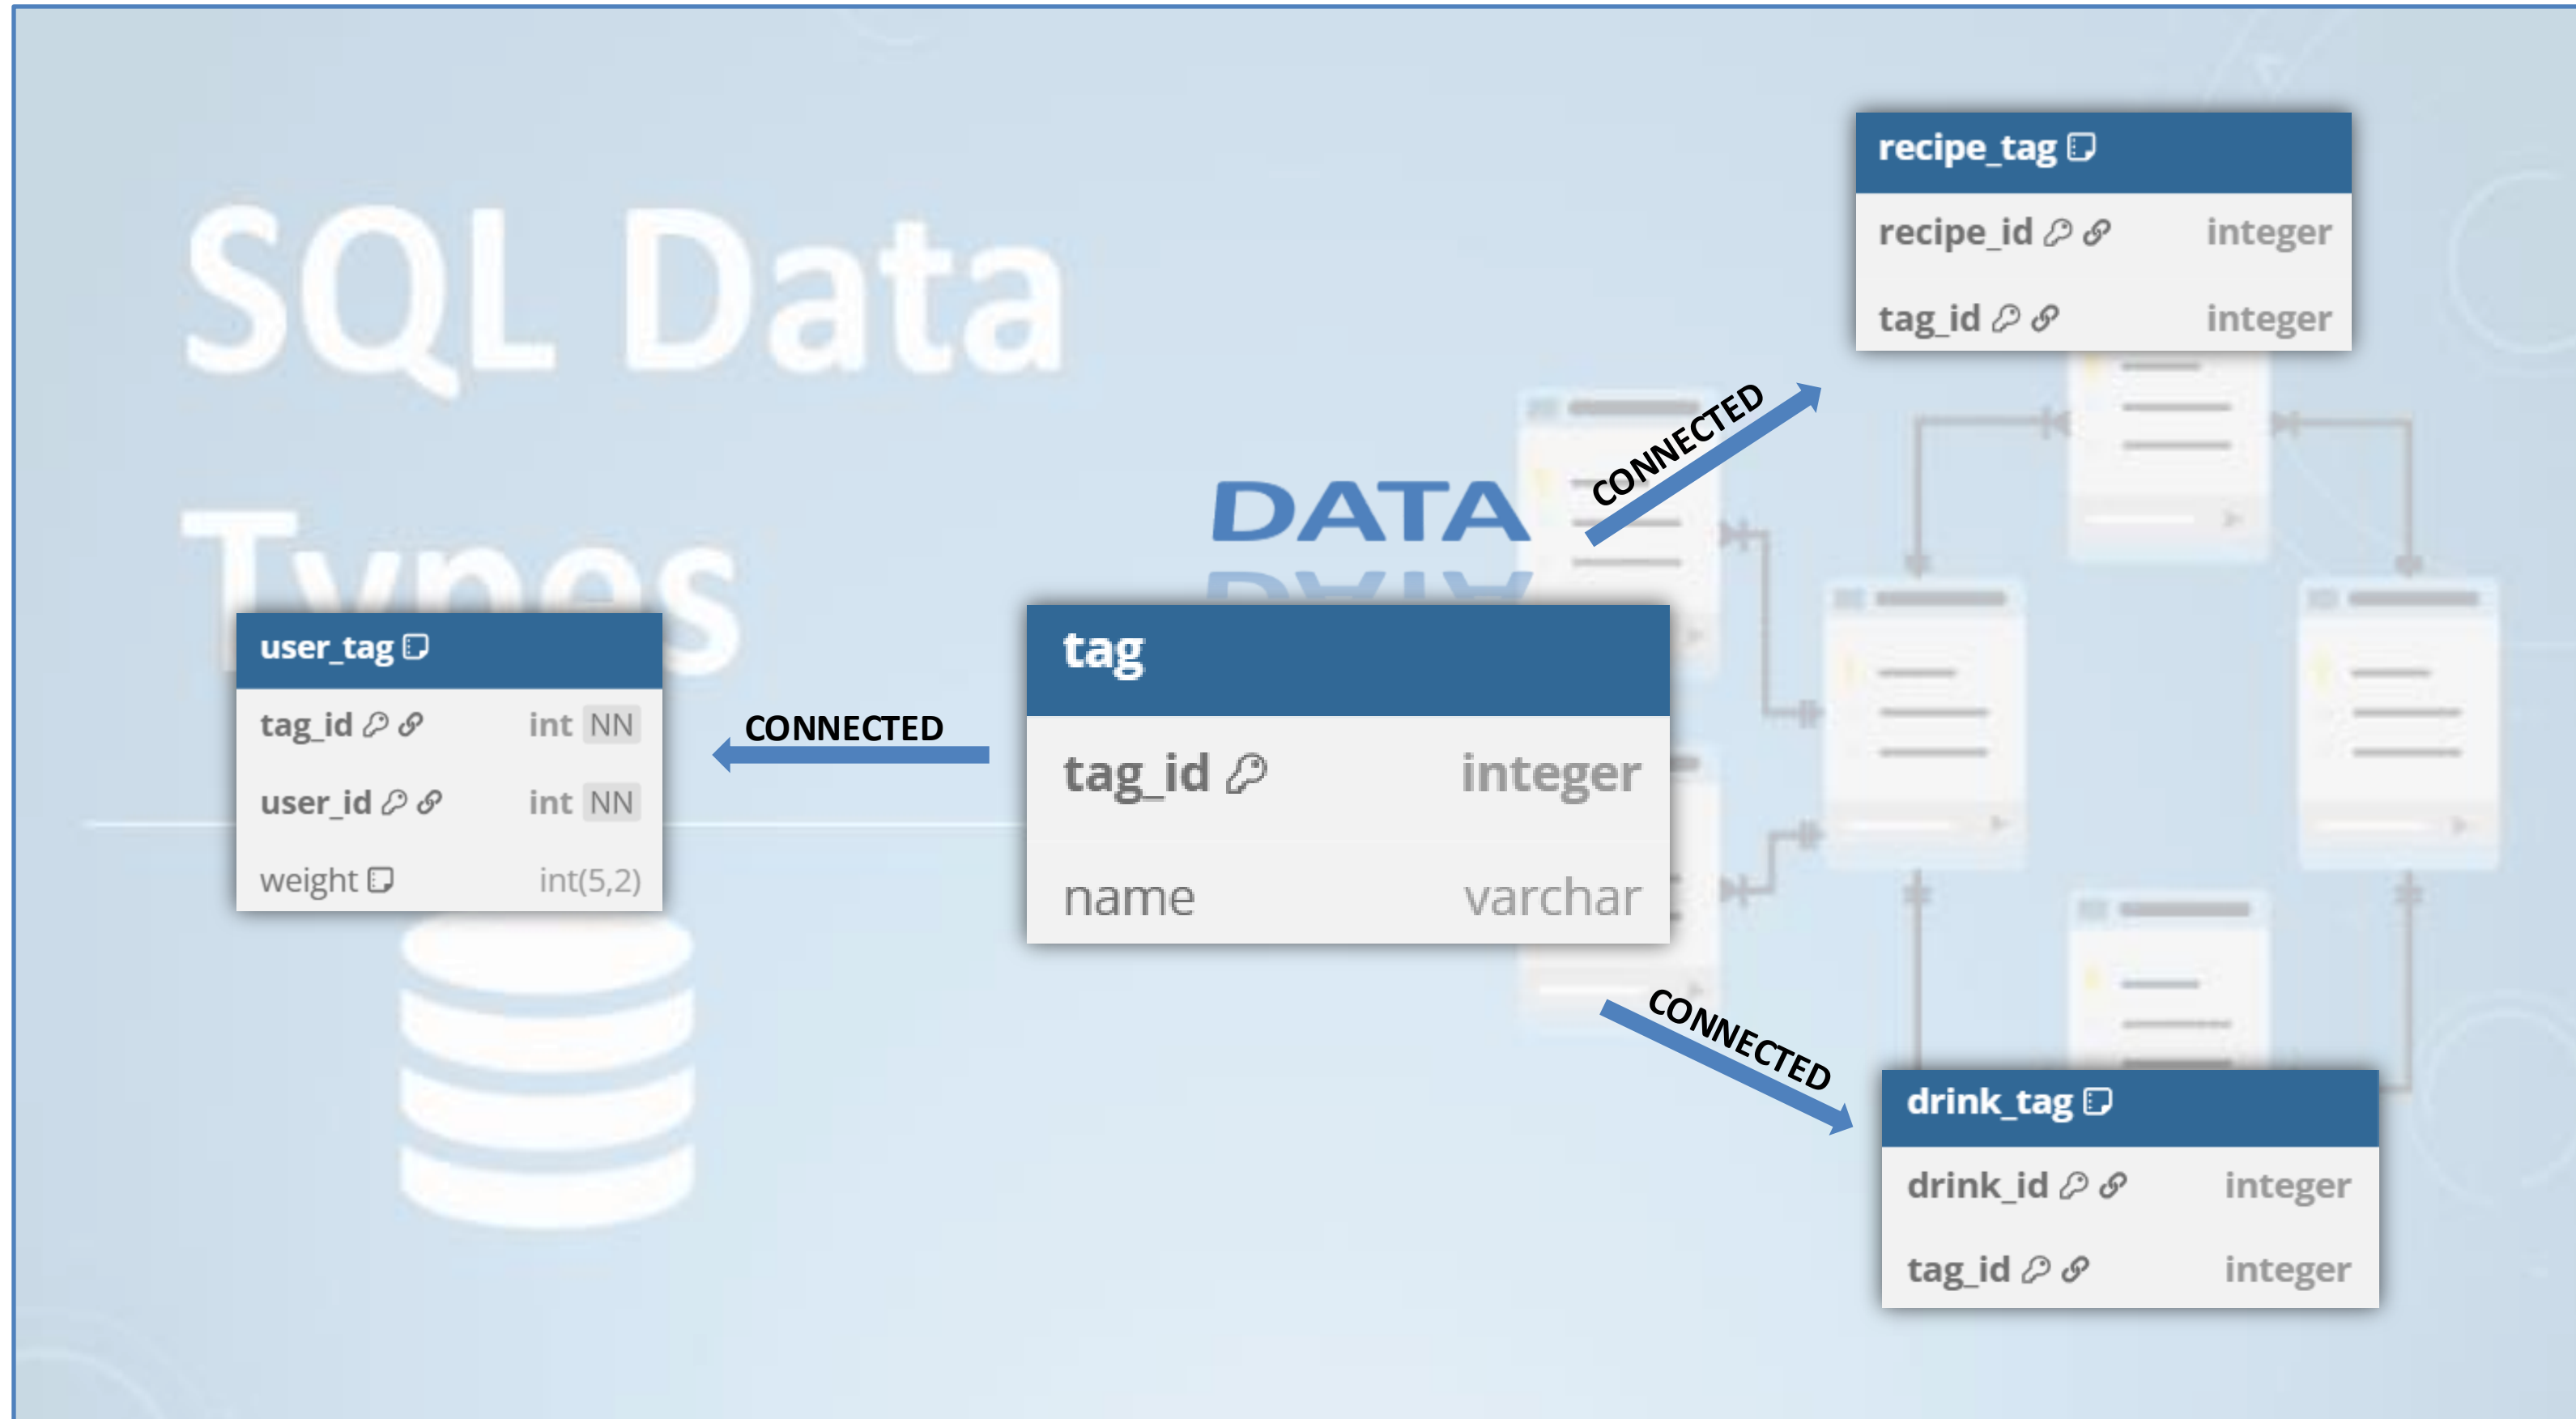 SQL Data
Types
DATA
recipe_tag
recipe_id integer
tag_id integer
CONNECTED
user_tag
tag_id int NN
user_id int NN
weight int(5,2)
CONNECTED
tag
tag_id integer
name varchar
CONNECTED
drink_tag
drink_id integer
tag_id integer